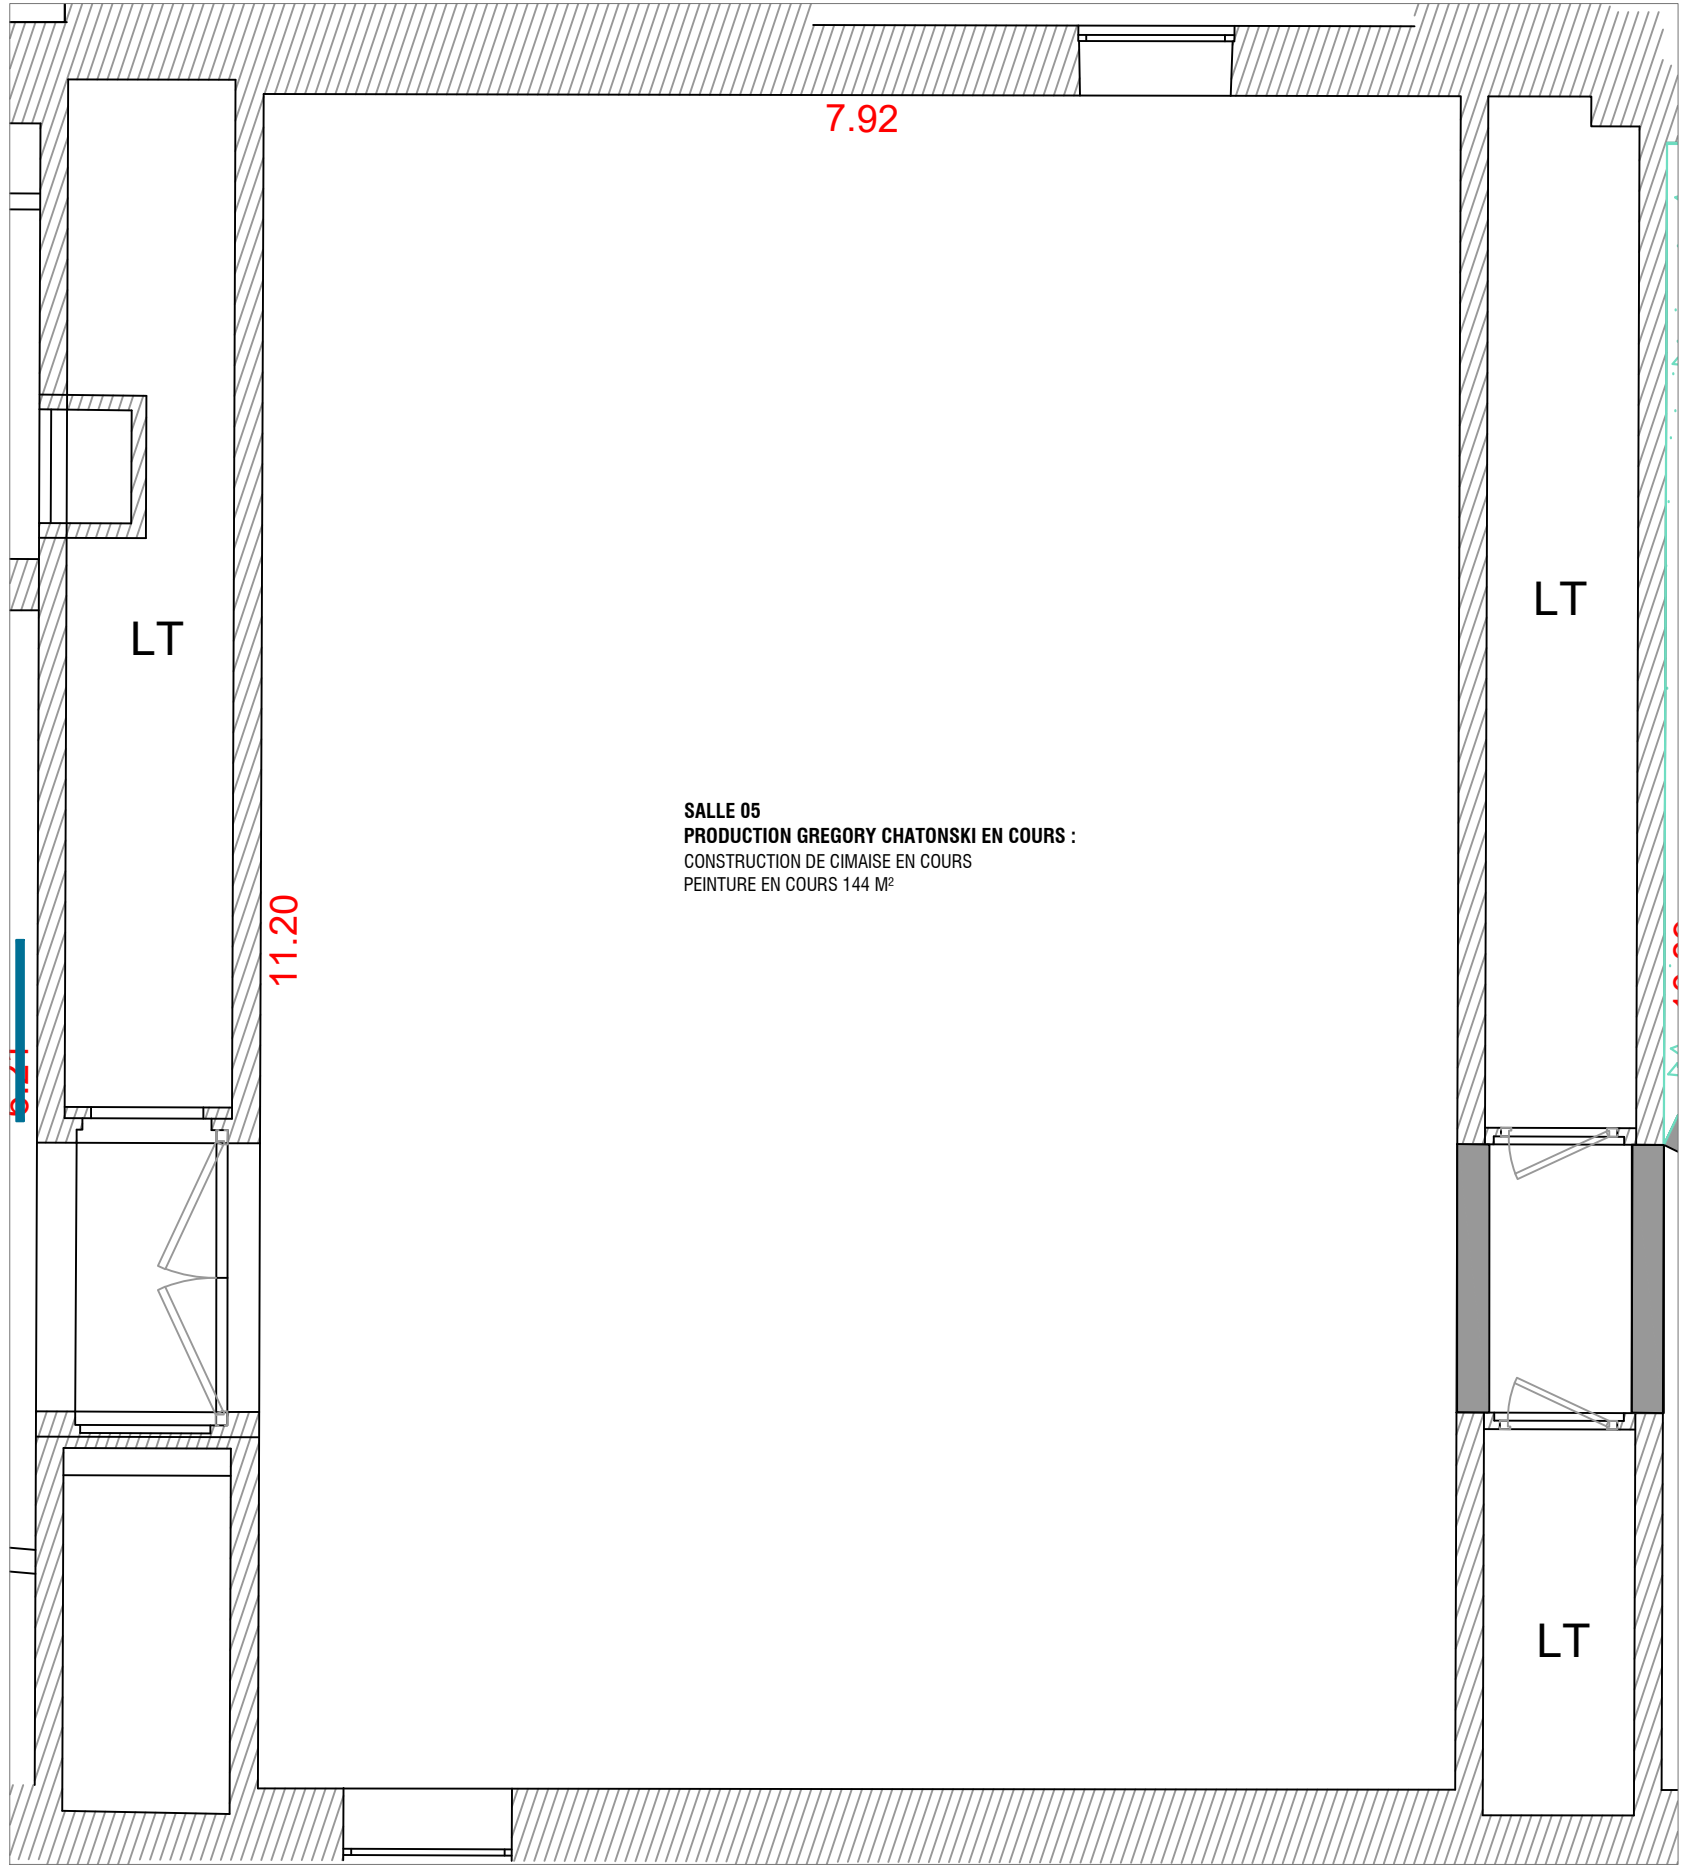 7.92
LT
LT
SALLE 05
PRODUCTION GREGORY CHATONSKI EN COURS :
CONSTRUCTION DE CIMAISE EN COURS
PEINTURE EN COURS 144 M²
11.20
LT